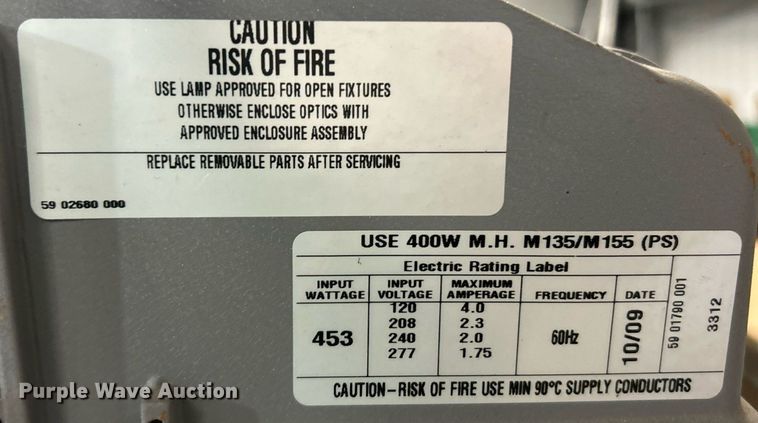 CAUTION
RISK OF FIRE
USE LAMP APPROVED FOR OPEN FIXTURES
OTHERWISE ENCLOSE OPTICS WITH
APPROVED ENCLOSURE ASSEMBLY
REPLACE REMOVABLE PARTS AFTER SERVICING
59 02680 000
USE 400W M.H. M135/M155 (PS)
Electric Rating Label
INPUT WATTAGE INPUT VOLTAGE MAXIMUM AMPERAGE FREQUENCY DATE
120 4.0
208 2.3
453 240 2.0 60Hz 10/09
277 1.75
59 01790 001
3312
CAUTION-RISK OF FIRE USE MIN 90°C SUPPLY CONDUCTORS
Purple Wave Auction